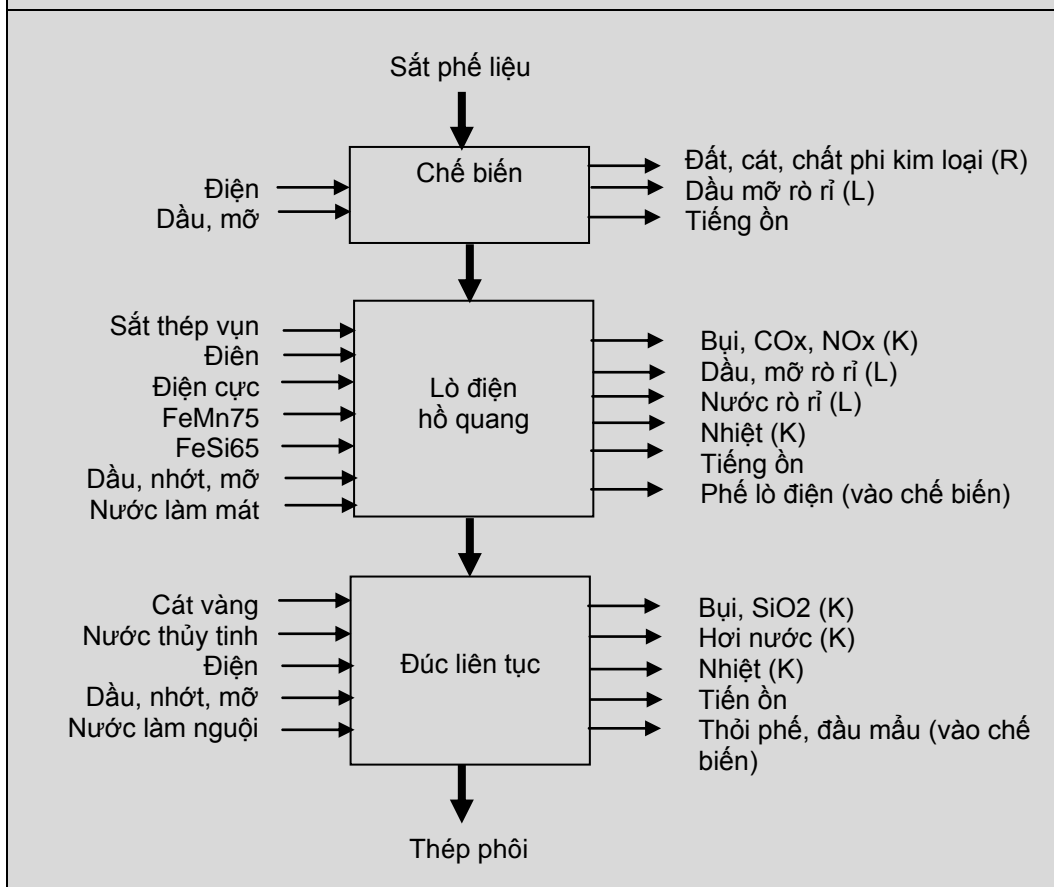 Sắt phế liệu
Chế biến
Điện
Dầu, mỡ
Đất, cát, chất phi kim loại (R)
Dầu mỡ rò rỉ (L)
Tiếng ồn
Sắt thép vụn
Điên
Điện cực
FeMn75
FeSi65
Dầu, nhớt, mỡ
Nước làm mát
Lò điện
hồ quang
Bụi, COx, NOx (K)
Dầu, mỡ rò rỉ (L)
Nước rò rỉ (L)
Nhiệt (K)
Tiếng ồn
Phế lò điện (vào chế biến)
Cát vàng
Nước thủy tinh
Điện
Dầu, nhớt, mỡ
Nước làm nguội
Đúc liên tục
Bụi, SiO2 (K)
Hơi nước (K)
Nhiệt (K)
Tiến ồn
Thỏi phế, đầu mẩu (vào chế
biến)
Thép phôi